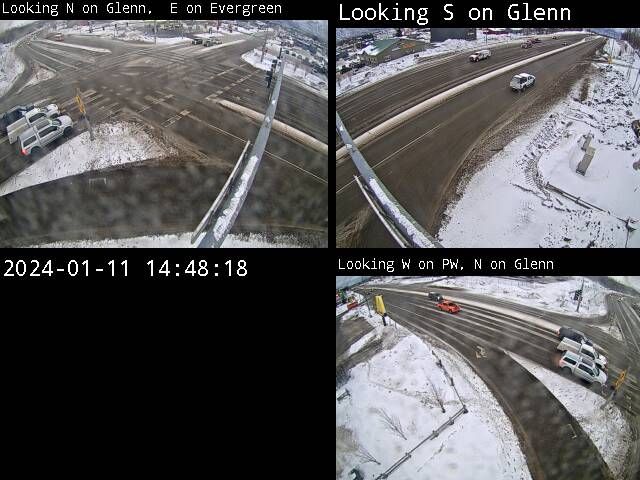 Looking N on Glenn,  E on Evergreen
Looking S on Glenn
2024-01-11 14:48:18
Looking W on PW, N on Glenn